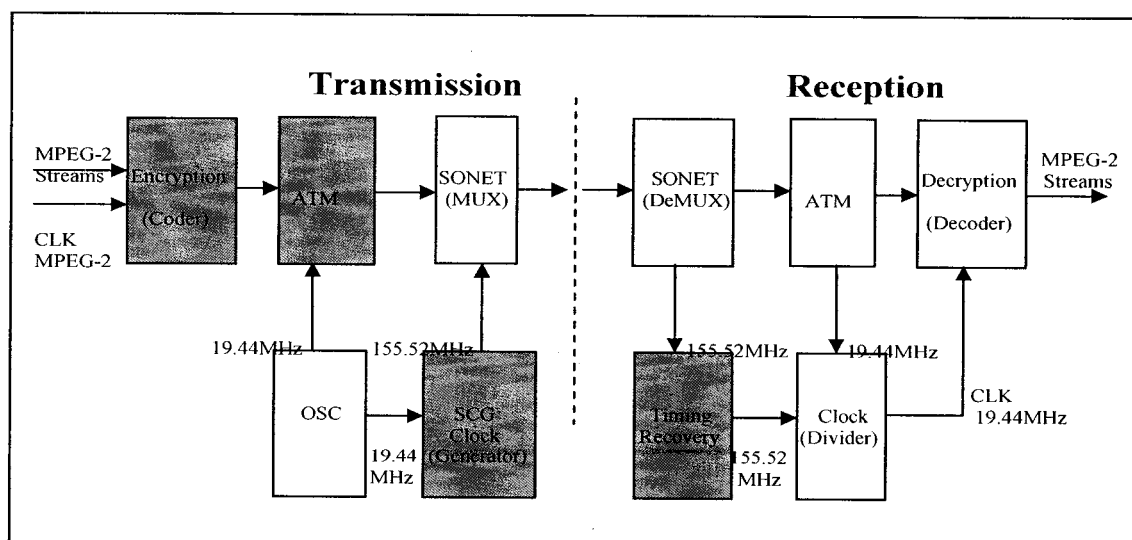 Transmission
Reception
MPEG-2
Streams
CLK
MPEG-2
Encryption
(Coder)
ATM
SONET
(MUX)
SONET
(DeMUX)
ATM
Decryption
(Decoder)
MPEG-2
Streams
19.44MHz
155.52MHz
OSC
19.44
MHz
SCG
Clock
(Generator)
155.52MHz
19.44MHz
Timing
Recovery
155.52
MHz
Clock
(Divider)
CLK
19.44MHz